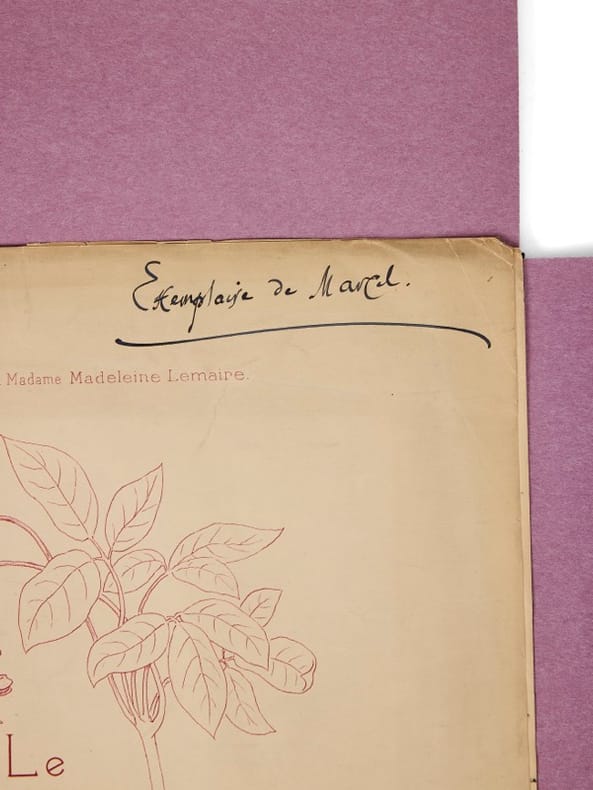 Exemplaire de Marcel.
Madame Madeleine Lemaire.
Le